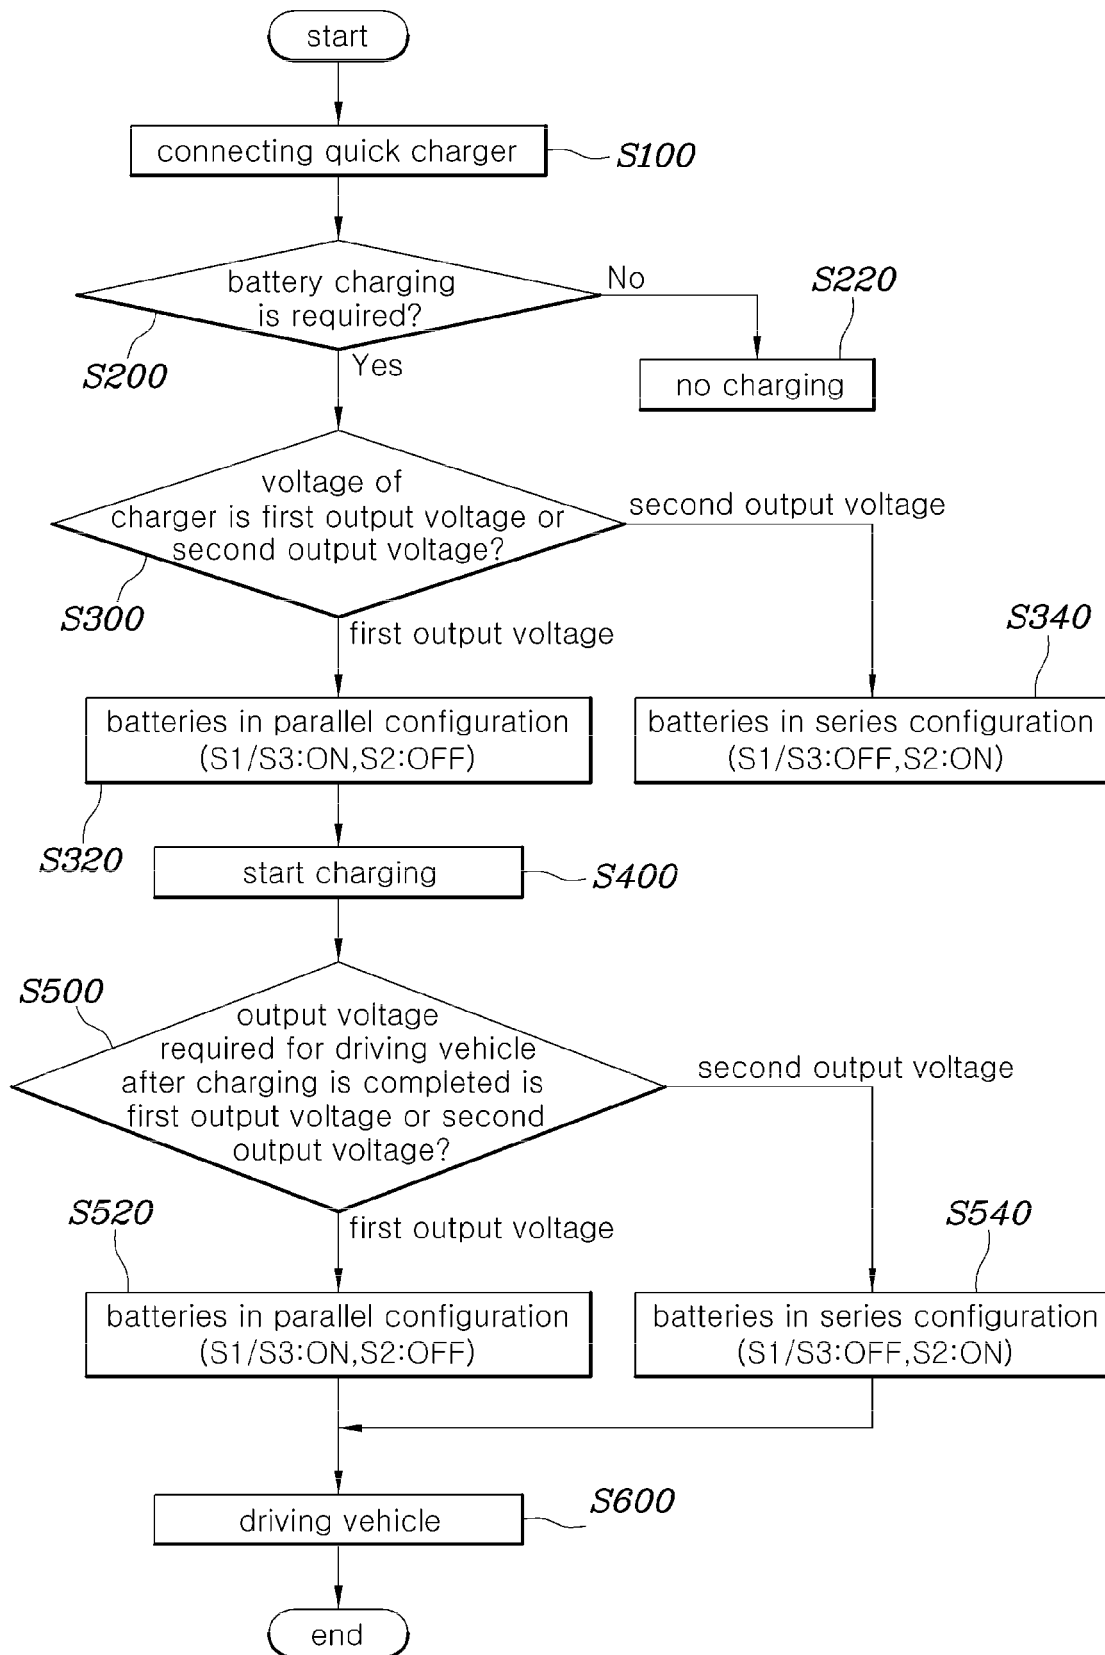 start
connecting quick charger
S100
battery charging
is required?
No
S220
S200
Yes
no charging
voltage of
charger is first output voltage or
second output voltage?
second output voltage
S300
first output voltage
S340
batteries in parallel configuration
(S1/S3:ON,S2:OFF)
batteries in series configuration
(S1/S3:OFF,S2:ON)
S320
start charging
S400
S500
output voltage
required for driving vehicle
after charging is completed is
first output voltage or second
output voltage?
second output voltage
S520
first output voltage
S540
batteries in parallel configuration
(S1/S3:ON,S2:OFF)
batteries in series configuration
(S1/S3:OFF,S2:ON)
driving vehicle
S600
end